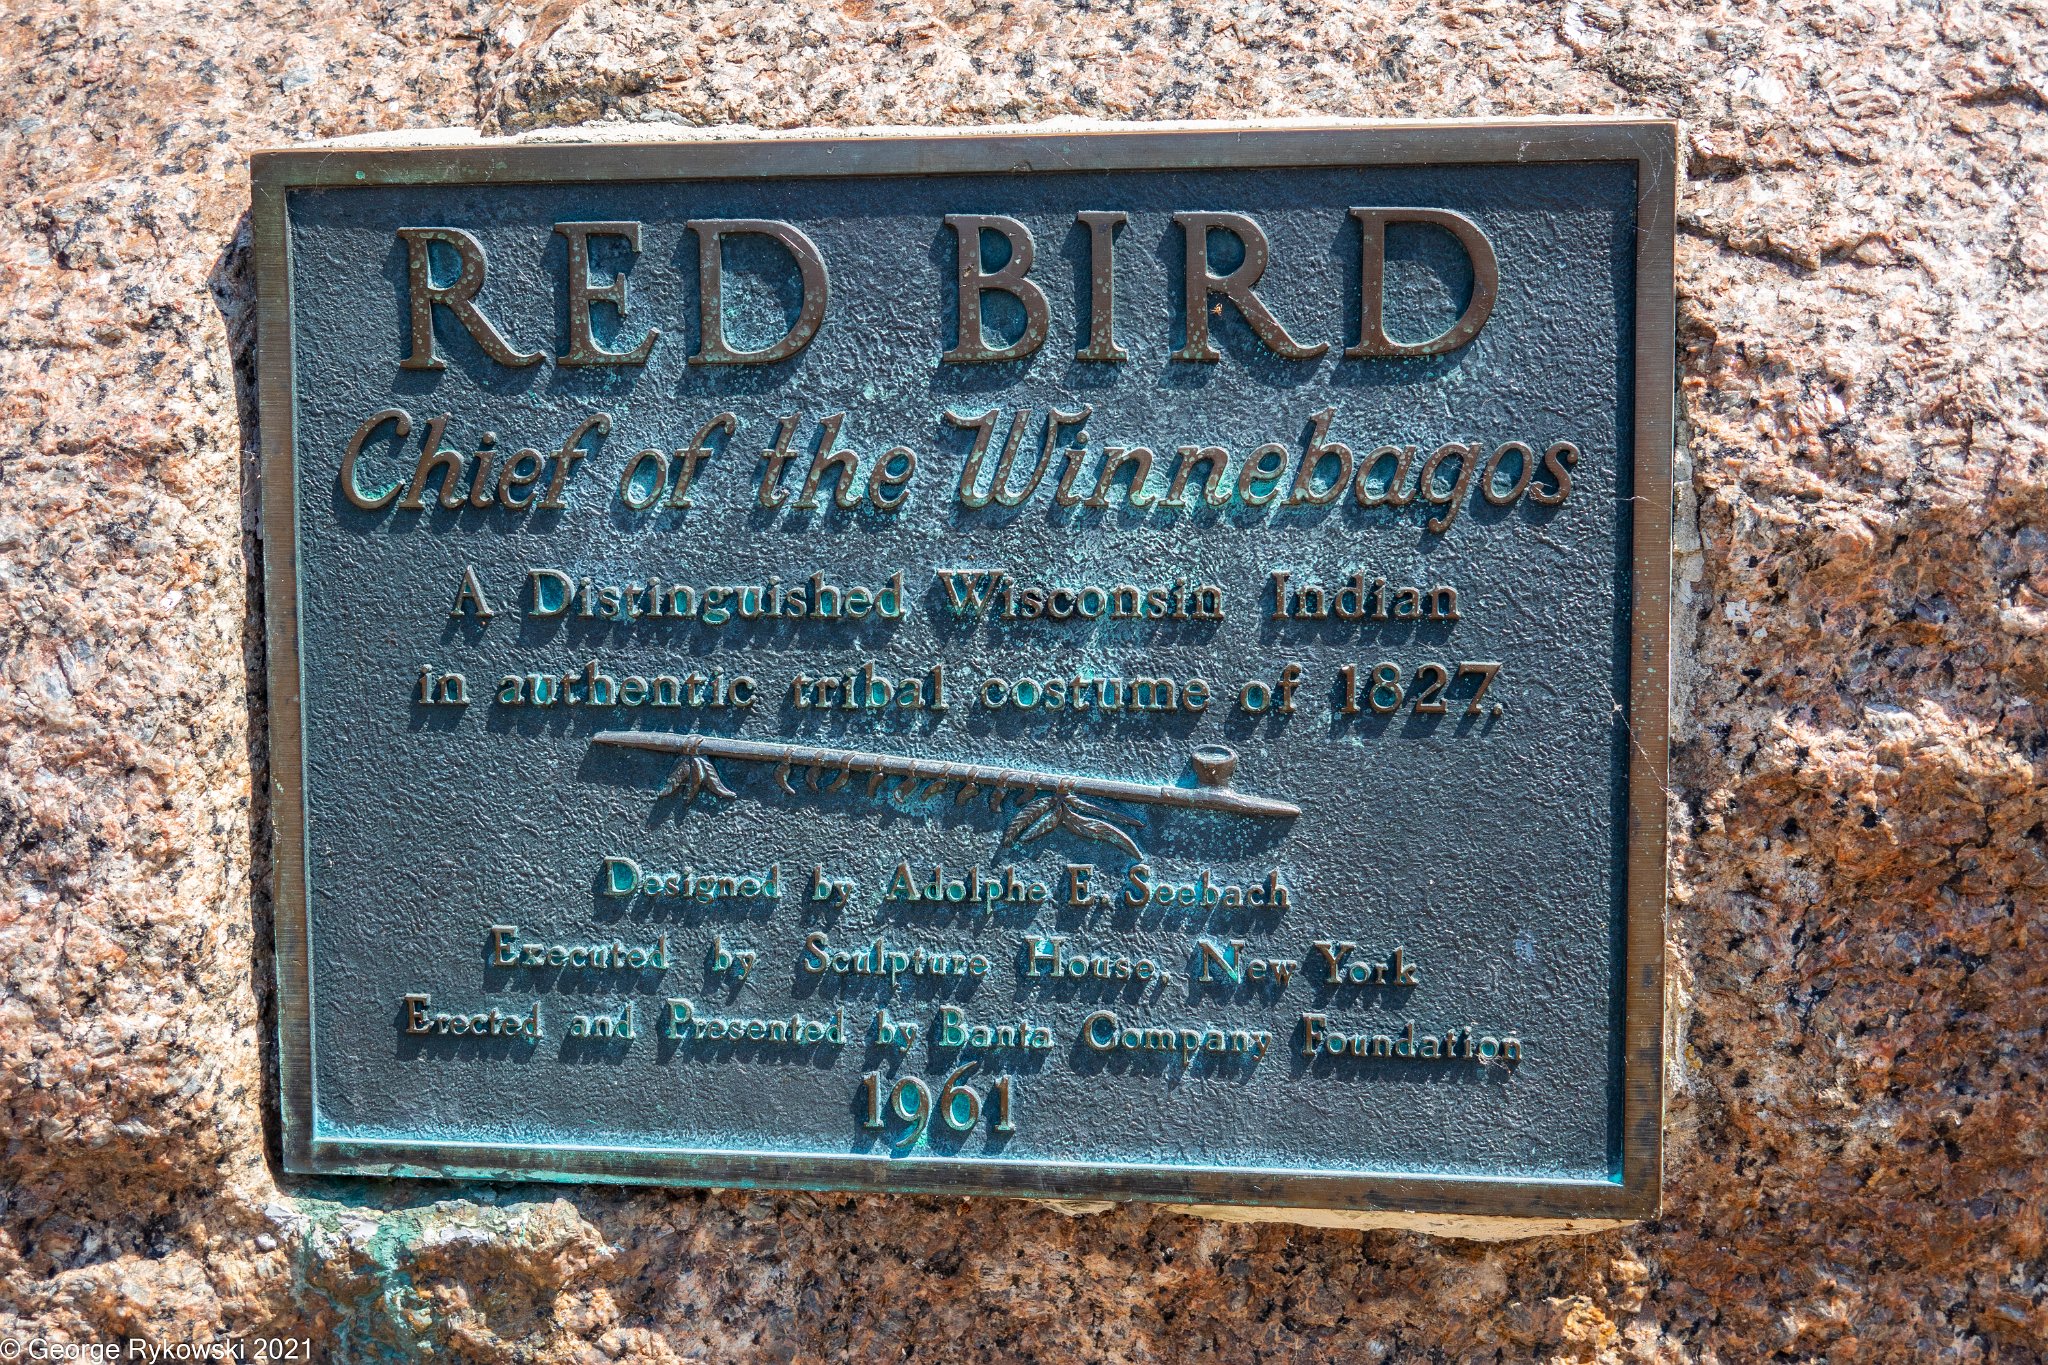 RED BIRD
Chief of the Winnebagos
A Distinguished Wisconsin Indian
in authentic tribal costume of 1827.
Designed by Adolphe E. Seebach
Executed by Sculpture House, New York
Erected and Presented by Banta Company Foundation
1961
© George Rykowski 2021